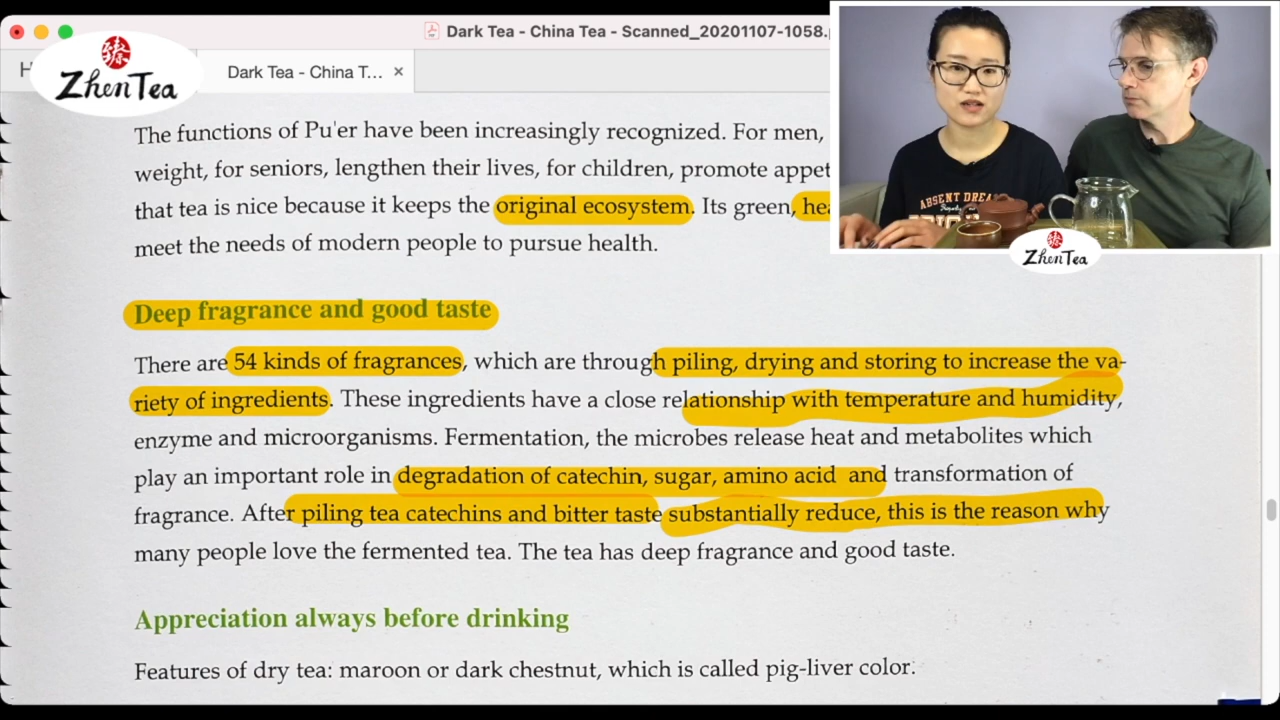 Dark Tea - China Tea - Scanned_20201107-1058.
臻
Zhen Tea
H
Dark Tea - China T... ×
The functions of Pu'er have been increasingly recognized. For men,
weight, for seniors, lengthen their lives, for children, promote appet
that tea is nice because it keeps the original ecosystem. Its green, hea
meet the needs of modern people to pursue health.
ABSENT DREA
臻
Zhen Tea
Deep fragrance and good taste
There are 54 kinds of fragrances, which are through piling, drying and storing to increase the va-
riety of ingredients. These ingredients have a close relationship with temperature and humidity,
enzyme and microorganisms. Fermentation, the microbes release heat and metabolites which
play an important role in degradation of catechin, sugar, amino acid and transformation of
fragrance. After piling tea catechins and bitter taste substantially reduce, this is the reason why
many people love the fermented tea. The tea has deep fragrance and good taste.
Appreciation always before drinking
Features of dry tea: maroon or dark chestnut, which is called pig-liver color.